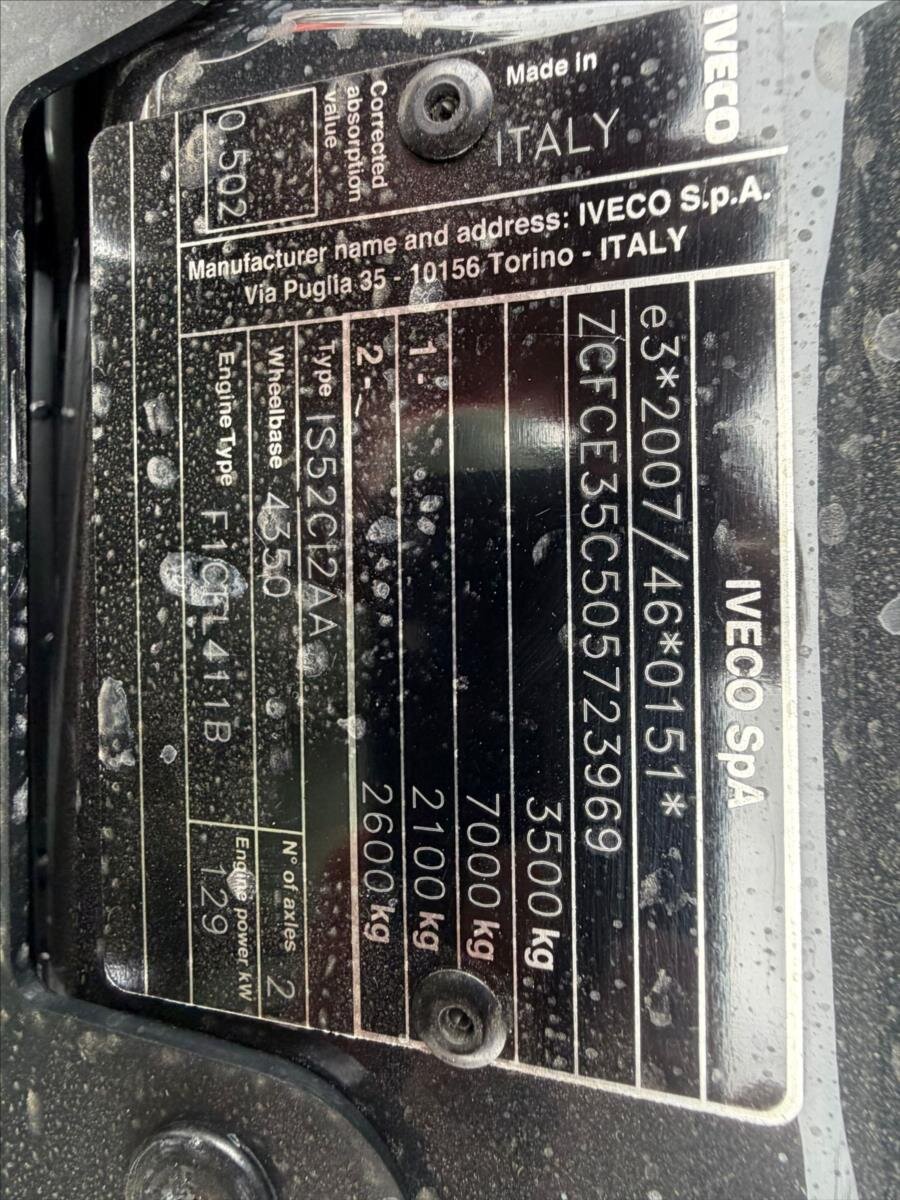 IVECO SpA
e3*2007/46*0151*
ZCFCE35C505723969
3500 kg
7000 kg
1- 2100 kg
2- 2600 kg
Type IS52CI2AA N° of axles 2
Wheelbase 4350 Engine power kW
Engine Type F1CFL411B 129
IVECO
Made in
ITALY
Manufacturer name and address: IVECO S.p.A.
Via Puglia 35 - 10156 Torino - ITALY
Corrected
absorption
value
0.502